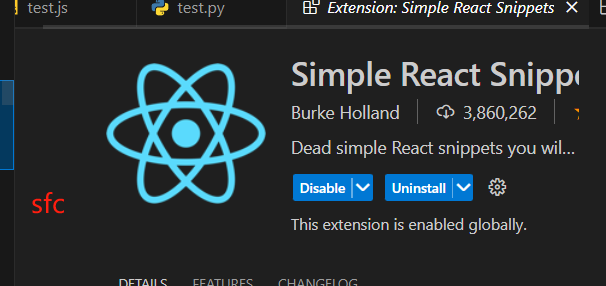 test.js test.py Extension: Simple React Snippets
Simple React Snipp
Burke Holland 3,860,262
Dead simple React snippets you wil...
Disable Uninstall
sfc
This extension is enabled globally.
DETAILS FEATURES CHANGELOG